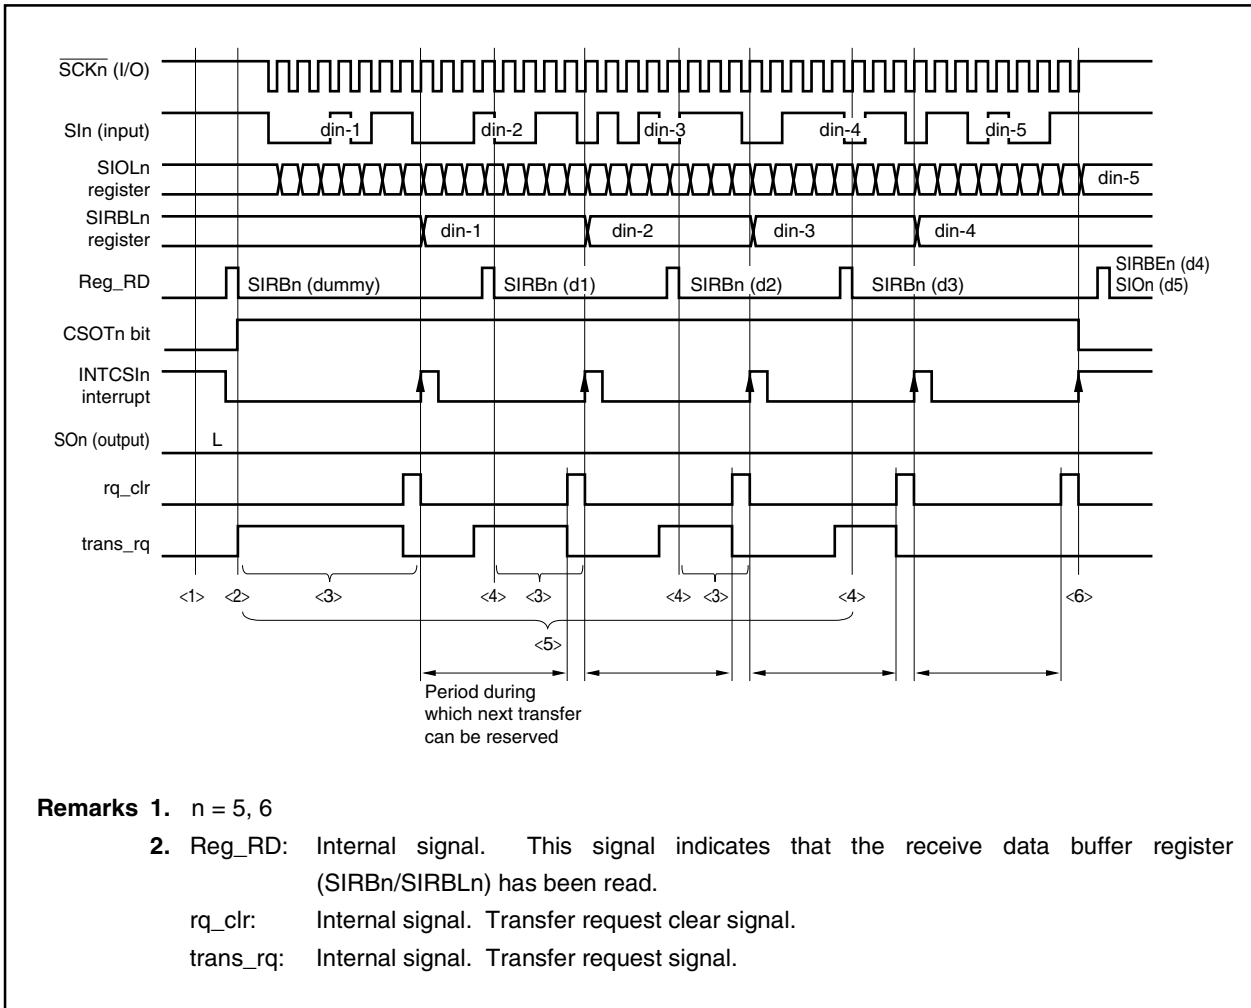 SCKn (I/O)
SIn (input) din-1 din-2 din-3 din-4 din-5
SIOLn
register
din-5
SIRBLn
register
din-1 din-2 din-3 din-4
Reg_RD SIRBn (dummy) SIRBn (d1) SIRBn (d2) SIRBn (d3)
SIRBEn (d4)
SIOn (d5)
CSOTn bit
INTCSIn
interrupt
SOn (output) L
rq_clr
trans_rq
<1> <2> <3> <4> <3> <4> <3> <4> <6>
<5>
Period during
which next transfer
can be reserved
Remarks 1. n = 5, 6
2. Reg_RD: Internal signal. This signal indicates that the receive data buffer register
(SIRBn/SIRBLn) has been read.
rq_clr: Internal signal. Transfer request clear signal.
trans_rq: Internal signal. Transfer request signal.